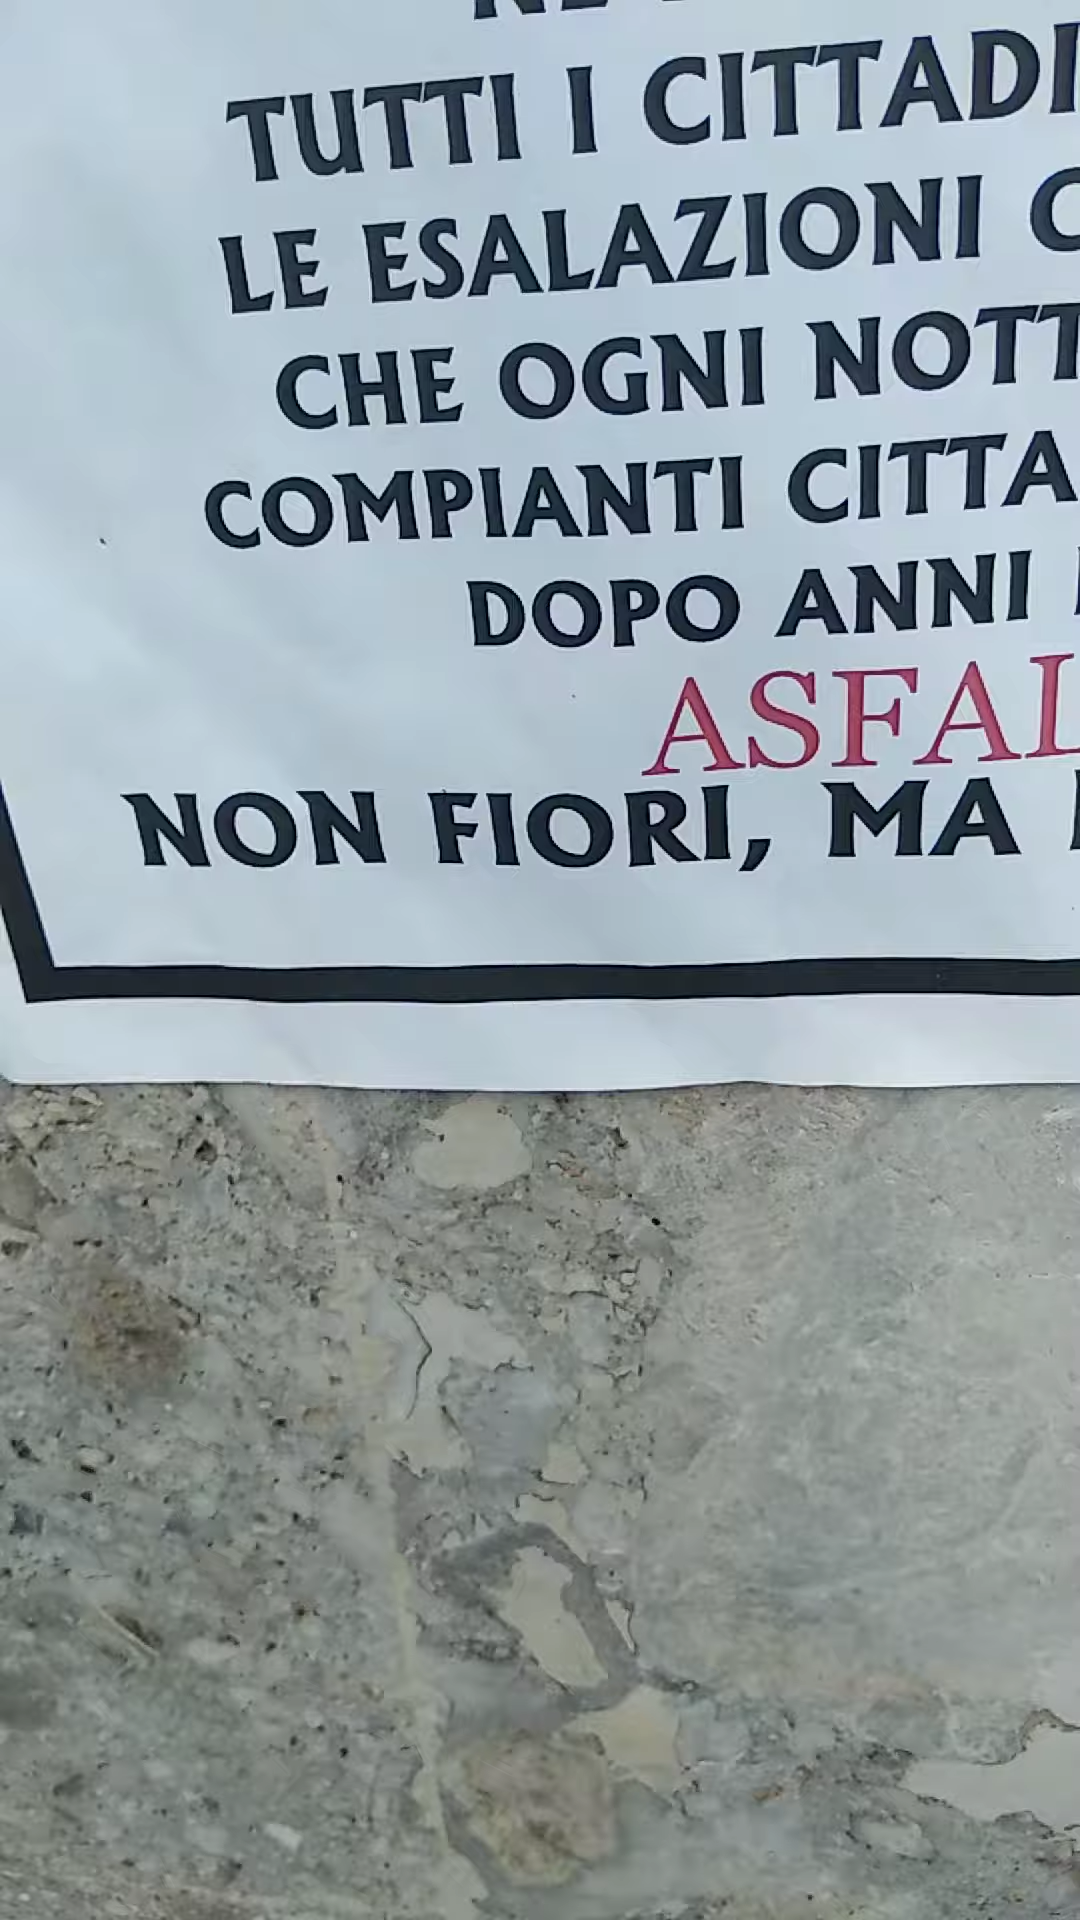 TUTTI I CITTADI
LE ESALAZIONI C
CHE OGNI NOTT
COMPIANTI CITTA
DOPO ANNI
ASFAL
NON FIORI, MA